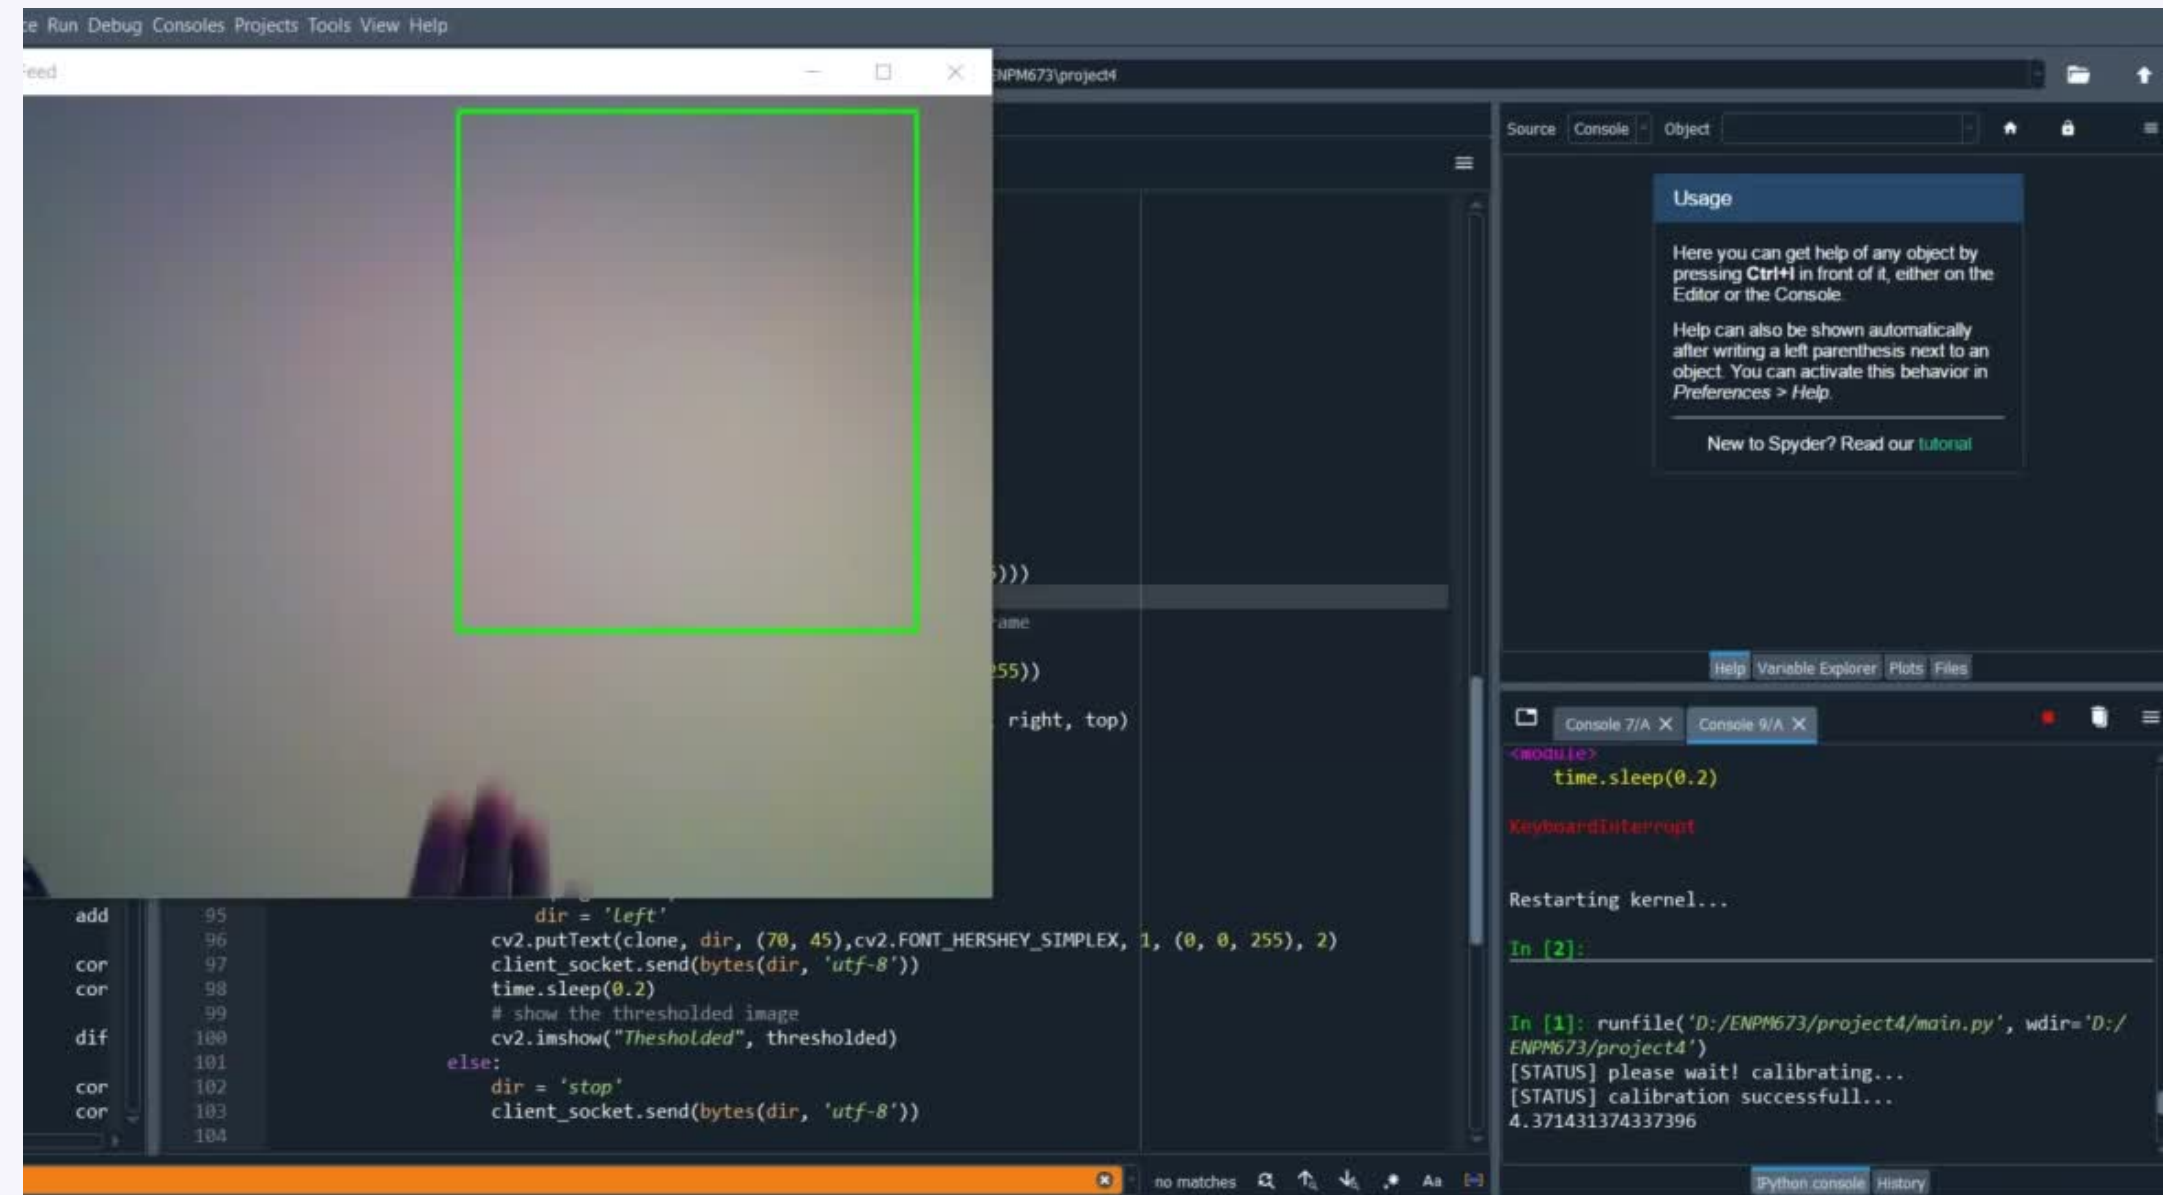 Run Debug Consoles Projects Tools View Help
eed
ENPM673\project4
Source Console Object
Usage
Here you can get help of any object by
pressing Ctrl+I in front of it, either on the
Editor or the Console.
Help can also be shown automatically
after writing a left parenthesis next to an
object. You can activate this behavior in
Preferences > Help.
New to Spyder? Read our tutorial
Help Variable Explorer Plots Files
)))
ame
255))
right, top)
add
cor
cor
dif
cor
cor
95 dir = 'left'
96 cv2.putText(clone, dir, (70, 45),cv2.FONT_HERSHEY_SIMPLEX, 1, (0, 0, 255), 2)
97 client_socket.send(bytes(dir, 'utf-8'))
98 time.sleep(0.2)
99 # show the thresholded image
100 cv2.imshow("Thesholded", thresholded)
101 else:
102 dir = 'stop'
103 client_socket.send(bytes(dir, 'utf-8'))
104
no matches Aa
Console 7/A Console 9/A
<module>
time.sleep(0.2)
KeyboardInterrupt
Restarting kernel...
In [2]:
In [1]: runfile('D:/ENPM673/project4/main.py', wdir='D:/
ENPM673/project4')
[STATUS] please wait! calibrating...
[STATUS] calibration successfull...
4.371431374337396
IPython console History